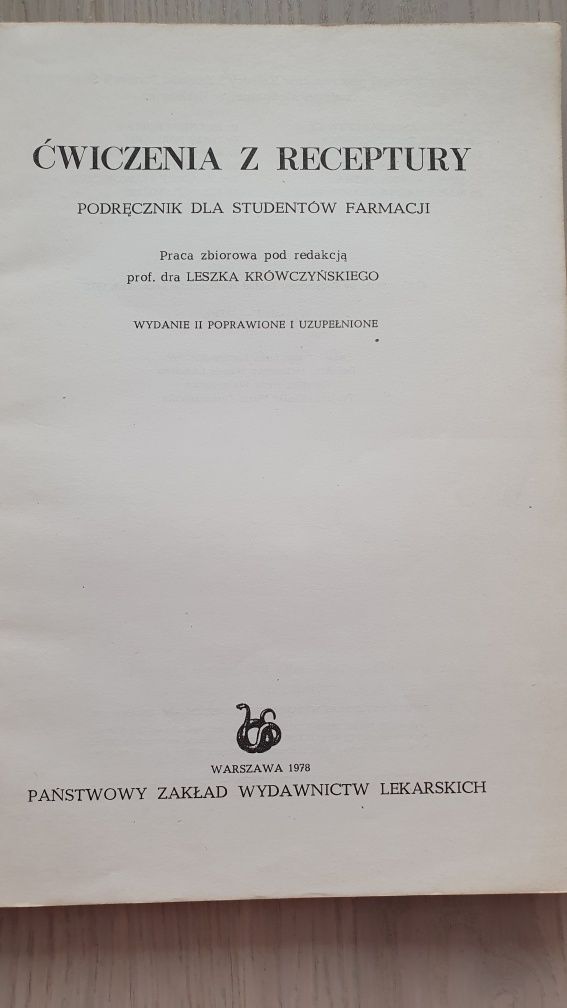 ĆWICZENIA Z RECEPTURY
PODRĘCZNIK DLA STUDENTÓW FARMACJI
Praca zbiorowa pod redakcją
prof. dra LESZKA KRÓWCZYŃSKIEGO
WYDANIE II POPRAWIONE I UZUPEŁNIONE
WARSZAWA 1978
PAŃSTWOWY ZAKŁAD WYDAWNICTW LEKARSKICH